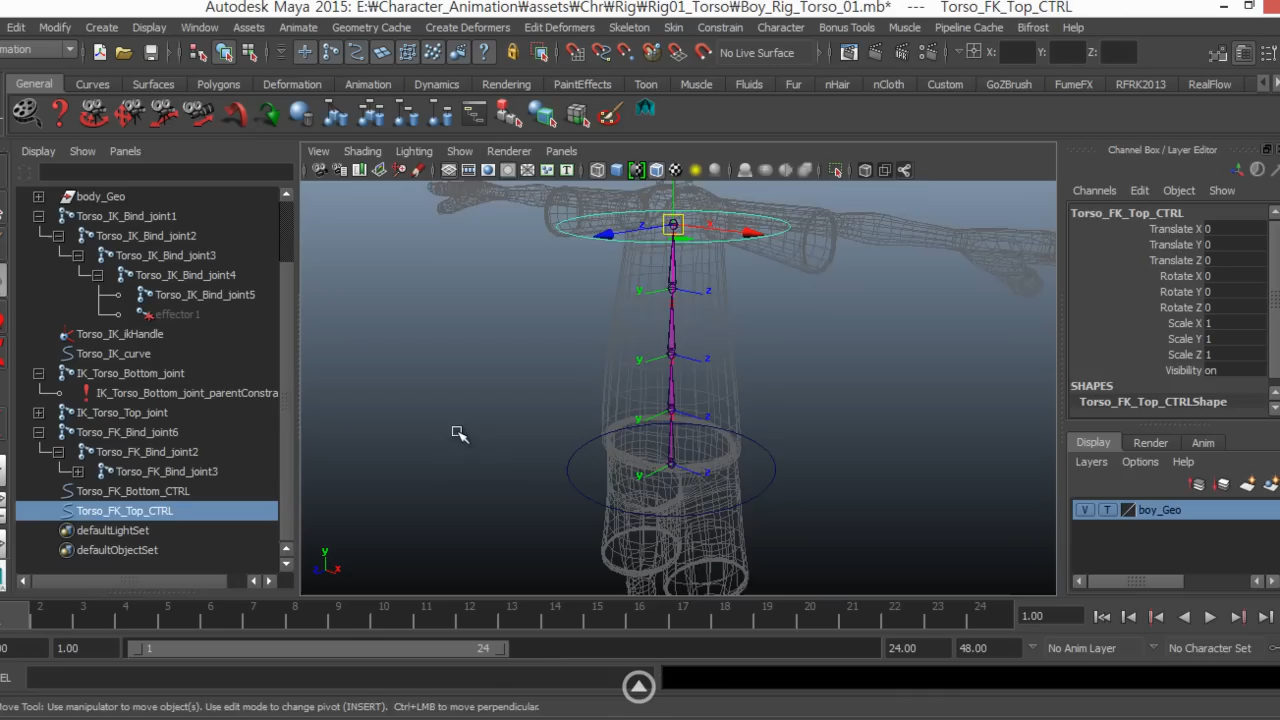 Autodesk Maya 2015: E:₩Character_Animation₩assets₩Chr₩Rig₩Rig01_Torso₩Boy_Rig_Torso_01.mb* --- Torso_FK_Top_CTRL
Edit Modify Create Display Window Assets Animate Geometry Cache Create Deformers Edit Deformers Skeleton Skin Constrain Character Auto Bones Muscle Pipeline Cache Bifrost Help
mation No Live Surface X: Y: Z:
General Curves Surfaces Polygons Deformation Animation Dynamics Rendering PaintEffects Toon Muscle Fluids Fur nHair nCloth Custom GoZBrush FumeFX RFRK2013 RealFlow
Display Show Panels
View Shading Lighting Show Renderer Panels
Channel Box / Layer Editor
Channels Edit Object Show
body_Geo
Torso_IK_Bind_joint1
Torso_IK_Bind_joint2
Torso_IK_Bind_joint3
Torso_IK_Bind_joint4
Torso_IK_Bind_joint5
effector1
Torso_IK_ikHandle
Torso_IK_curve
IK_Torso_Bottom_joint
IK_Torso_Bottom_joint_parentConstra
IK_Torso_Top_joint
Torso_FK_Bind_joint6
Torso_FK_Bind_joint2
Torso_FK_Bind_joint3
Torso_FK_Bottom_CTRL
Torso_FK_Top_CTRL
defaultLightSet
defaultObjectSet
z x
y z
y z
y z
y z
y
z x
Torso_FK_Top_CTRL
Translate X 0
Translate Y 0
Translate Z 0
Rotate X 0
Rotate Y 0
Rotate Z 0
Scale X 1
Scale Y 1
Scale Z 1
Visibility on
SHAPES
Torso_FK_Top_CTRLShape
Display Render Anim
Layers Options Help
V T boy_Geo
2 3 4 5 6 7 8 9 10 11 12 13 14 15 16 17 18 19 20 21 22 23 24 1.00
00 1.00 1 24 24.00 48.00 No Anim Layer No Character Set
EL
Move Tool: Use manipulator to move object(s). Use edit mode to change pivot (INSERT). Ctrl+LMB to move perpendicular.